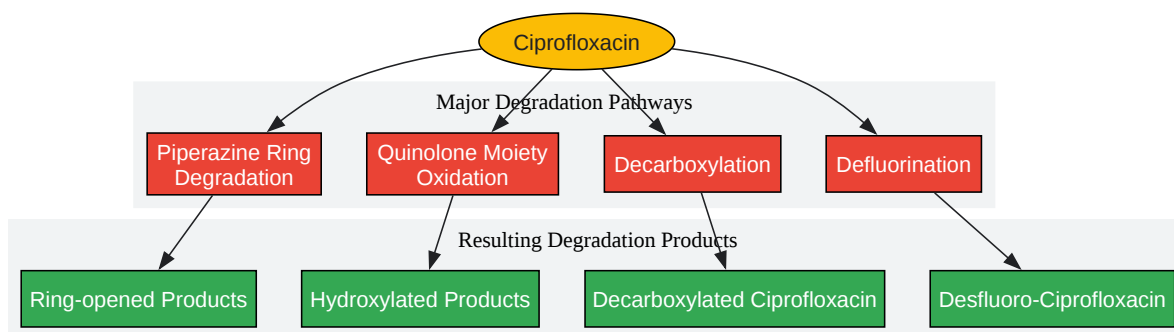 Ciprofloxacin
Major Degradation Pathways
Piperazine Ring
Degradation
Quinolone Moiety
Oxidation
Decarboxylation
Defluorination
Resulting Degradation Products
Ring-opened Products
Hydroxylated Products
Decarboxylated Ciprofloxacin
Desfluoro-Ciprofloxacin